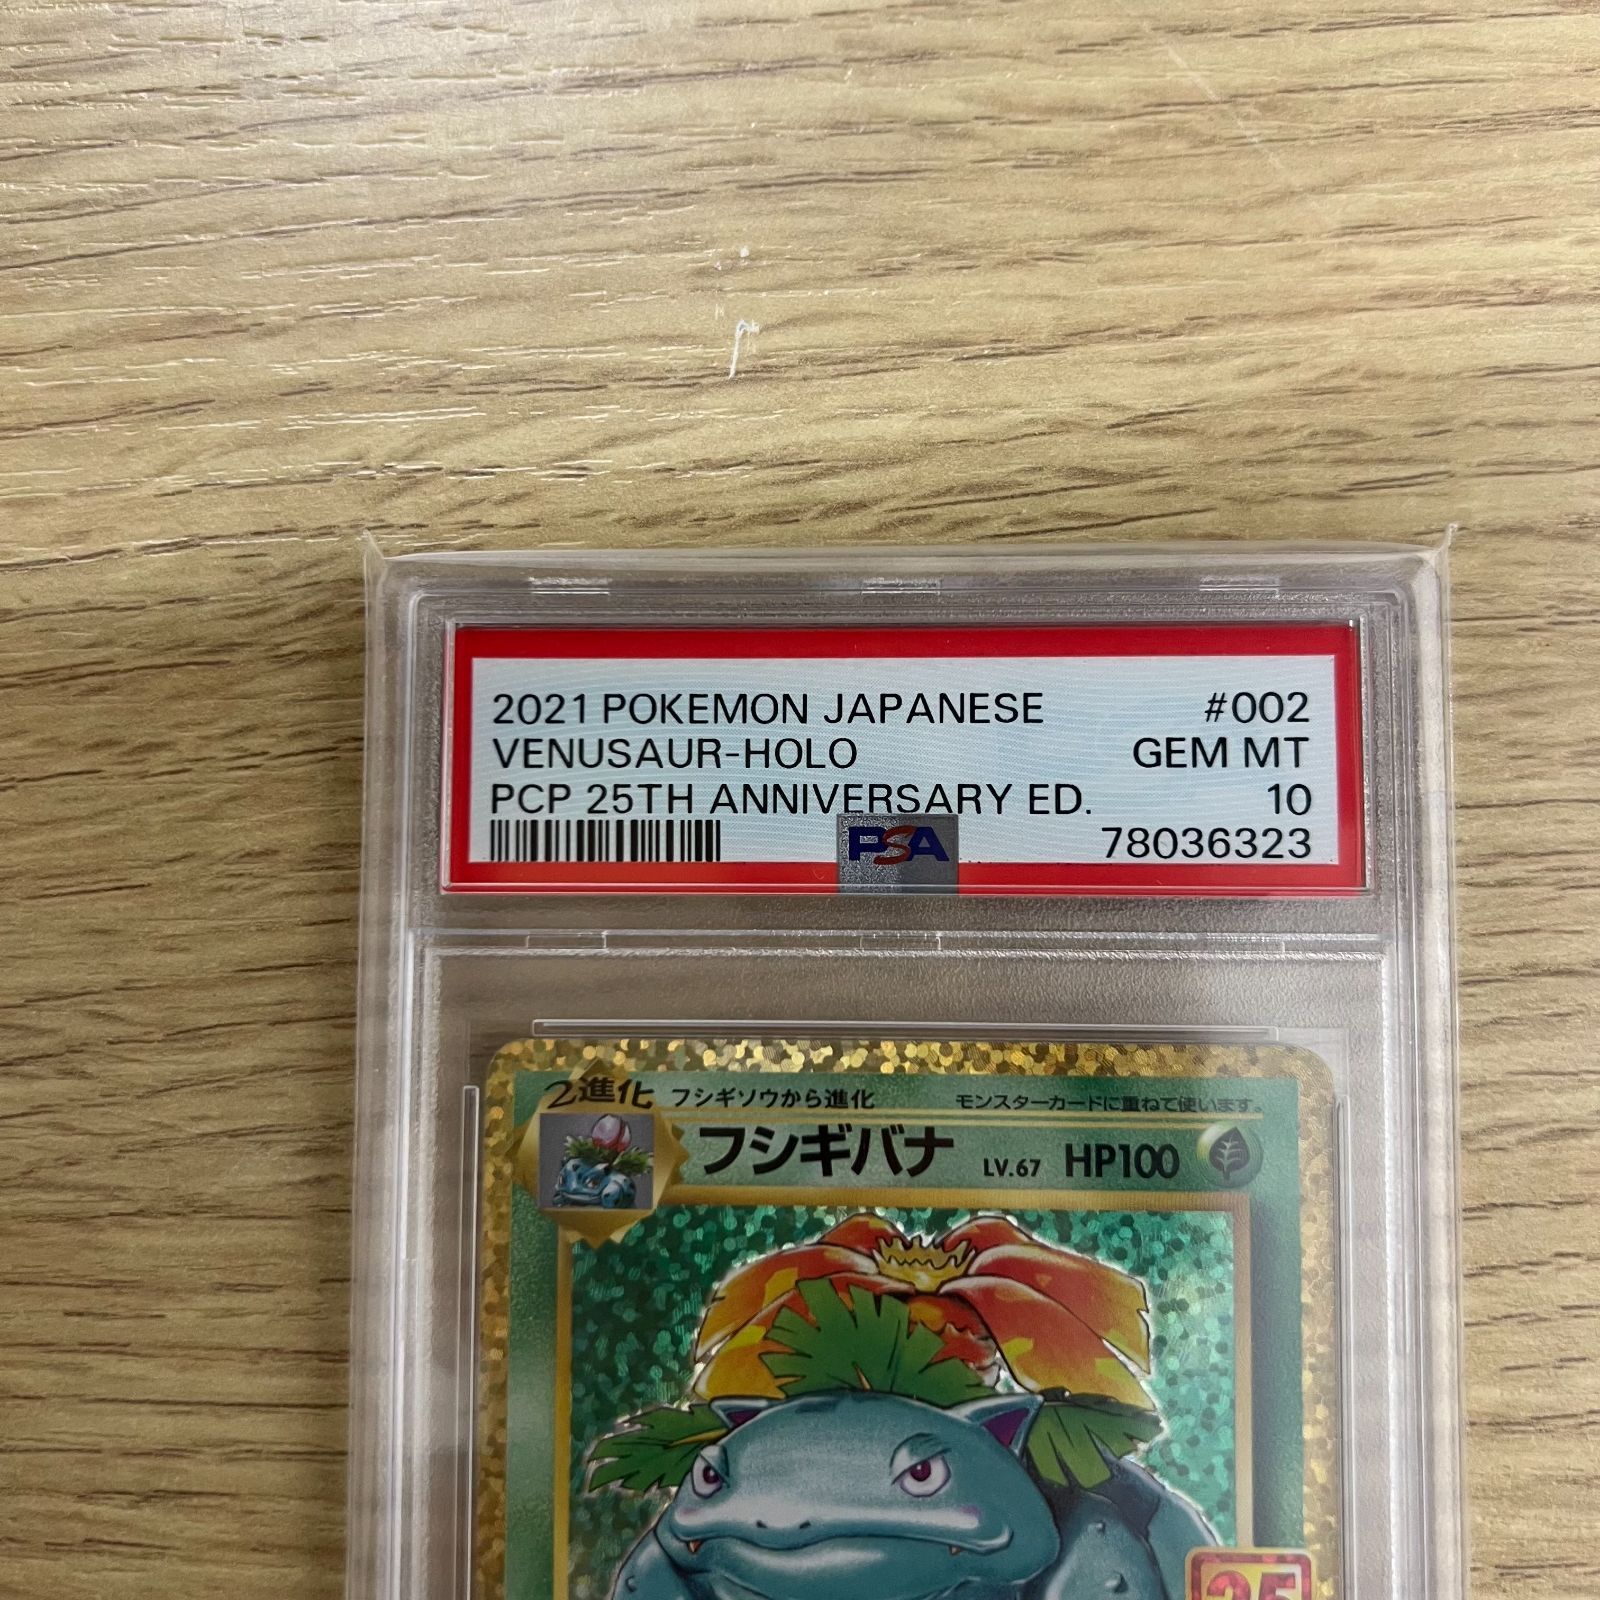 2021 POKEMON JAPANESE #002
VENUSAUR-HOLO GEM MT
PCP 25TH ANNIVERSARY ED. 10
PSA 78036323
2進化 フシギソウから進化 モンスターカードに重ねて使います。
フシギバナ LV.67 HP100
25